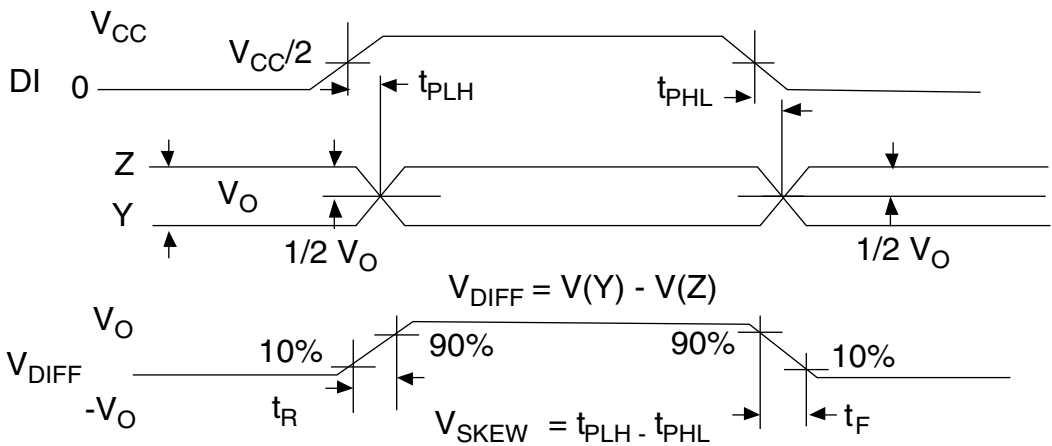 V_CC
V_CC/2
DI 0
t_PLH
t_PHL
Z
V_O
Y
1/2 V_O
1/2 V_O
V_DIFF = V(Y) - V(Z)
V_O
10%
90%
90%
10%
V_DIFF
-V_O
t_R
V_SKEW = t_PLH - t_PHL
t_F